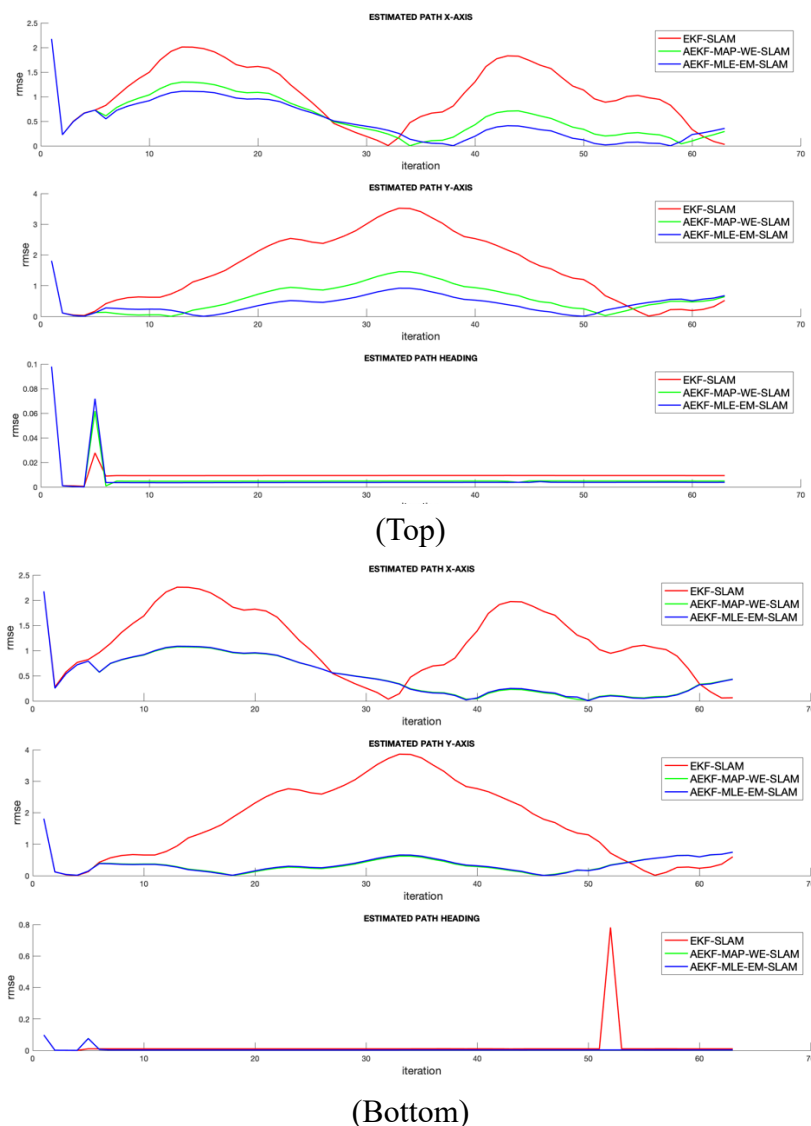 ESTIMATED PATH X-AXIS
2.5
2
1.5
1
0.5
0
rmse
EKF-SLAM
AEKF-MAP-WE-SLAM
AEKF-MLE-EM-SLAM
0 10 20 30 40 50 60 70
iteration
ESTIMATED PATH Y-AXIS
4
3
2
1
0
rmse
EKF-SLAM
AEKF-MAP-WE-SLAM
AEKF-MLE-EM-SLAM
0 10 20 30 40 50 60 70
iteration
ESTIMATED PATH HEADING
0.1
0.08
0.06
0.04
0.02
0
rmse
EKF-SLAM
AEKF-MAP-WE-SLAM
AEKF-MLE-EM-SLAM
0 10 20 30 40 50 60 70
(Top)
ESTIMATED PATH X-AXIS
2.5
2
1.5
1
0.5
0
rmse
EKF-SLAM
AEKF-MAP-WE-SLAM
AEKF-MLE-EM-SLAM
0 10 20 30 40 50 60 70
iteration
ESTIMATED PATH Y-AXIS
4
3
2
1
0
rmse
EKF-SLAM
AEKF-MAP-WE-SLAM
AEKF-MLE-EM-SLAM
0 10 20 30 40 50 60 70
iteration
ESTIMATED PATH HEADING
0.8
0.6
0.4
0.2
0
rmse
EKF-SLAM
AEKF-MAP-WE-SLAM
AEKF-MLE-EM-SLAM
0 10 20 30 40 50 60 70
iteration
(Bottom)